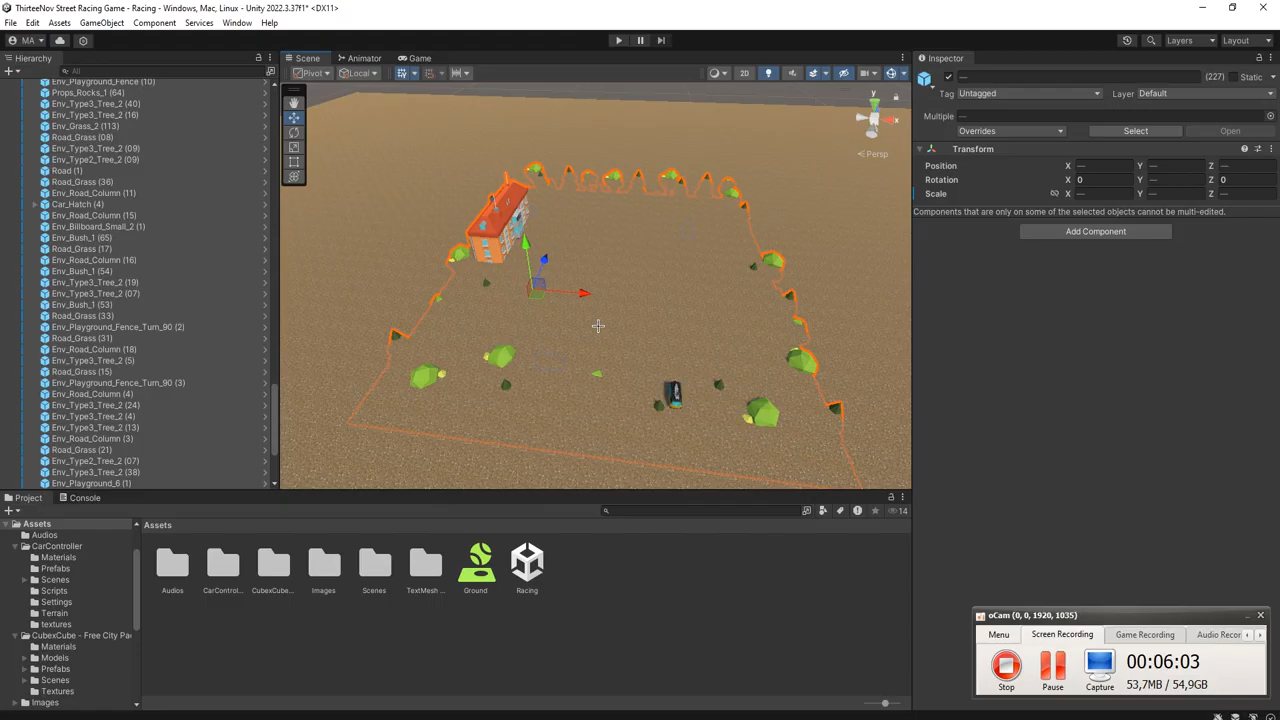 ThirteeNov Street Racing Game - Racing - Windows, Mac, Linux - Unity 2022.3.37f1* <DX11>
File Edit Assets GameObject Component Services Window Help
MA Layers Layout
Hierarchy Scene Animator Game Inspector
All Pivot Local 2D — (227) Static
Env_Playground_Fence (10)
Props_Rocks_1 (64) Tag Untagged Layer Default
Env_Type3_Tree_2 (40)
Env_Type3_Tree_2 (16) Multiple —
Env_Grass_2 (113) Overrides Select Open
Road_Grass (08)
Env_Type3_Tree_2 (09) Transform
Env_Type2_Tree_2 (09) y x Persp
Road (1) Position X — Y — Z —
Road_Grass (36) Rotation X 0 Y — Z 0
Env_Road_Column (11) Scale X — Y — Z —
Car_Hatch (4)
Env_Road_Column (15) Components that are only on some of the selected objects cannot be multi-edited.
Env_Billboard_Small_2 (1) Add Component
Env_Bush_1 (65)
Road_Grass (17)
Env_Road_Column (10)
Env_Bush_1 (54)
Env_Type3_Tree_2 (19)
Env_Type3_Tree_2 (07)
Env_Bush_1 (53)
Road_Grass (33)
Env_Playground_Fence_Turn_90 (2)
Road_Grass (31)
Env_Road_Column (18)
Env_Type3_Tree_2 (5)
Road_Grass (15)
Env_Playground_Fence_Turn_90 (3)
Env_Road_Column (4)
Env_Type3_Tree_2 (24)
Env_Type3_Tree_2 (4)
Env_Type3_Tree_2 (13)
Env_Road_Column (3)
Road_Grass (21)
Env_Type2_Tree_2 (07)
Env_Type3_Tree_2 (38)
Env_Playground_6 (1)
Project Console
14
Assets
Audios
CarController
Materials
Prefabs
Scenes
Scripts
Settings
Terrain
textures
CubexCube - Free City Pa
Materials
Models
Prefabs
Scenes
Textures
Images
Assets
Audios CarControl... CubexCube... Images Scenes TextMesh ... Ground Racing
oCam (0, 0, 1920, 1035)
Menu Screen Recording Game Recording Audio Recor
Stop Pause Capture
00:06:03
53,7MB / 54,9GB